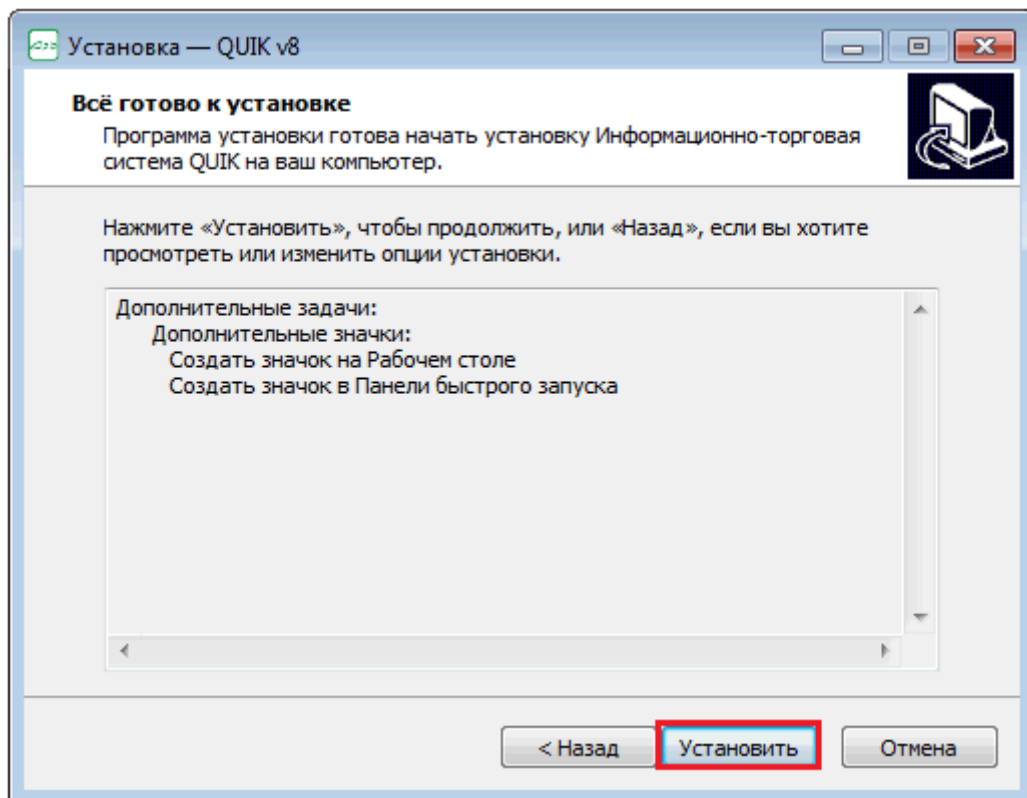 Установка — QUIK v8
Всё готово к установке
Программа установки готова начать установку Информационно-торговая
система QUIK на ваш компьютер.
Нажмите «Установить», чтобы продолжить, или «Назад», если вы хотите
просмотреть или изменить опции установки.
Дополнительные задачи:
Дополнительные значки:
Создать значок на Рабочем столе
Создать значок в Панели быстрого запуска
< Назад
Установить
Отмена